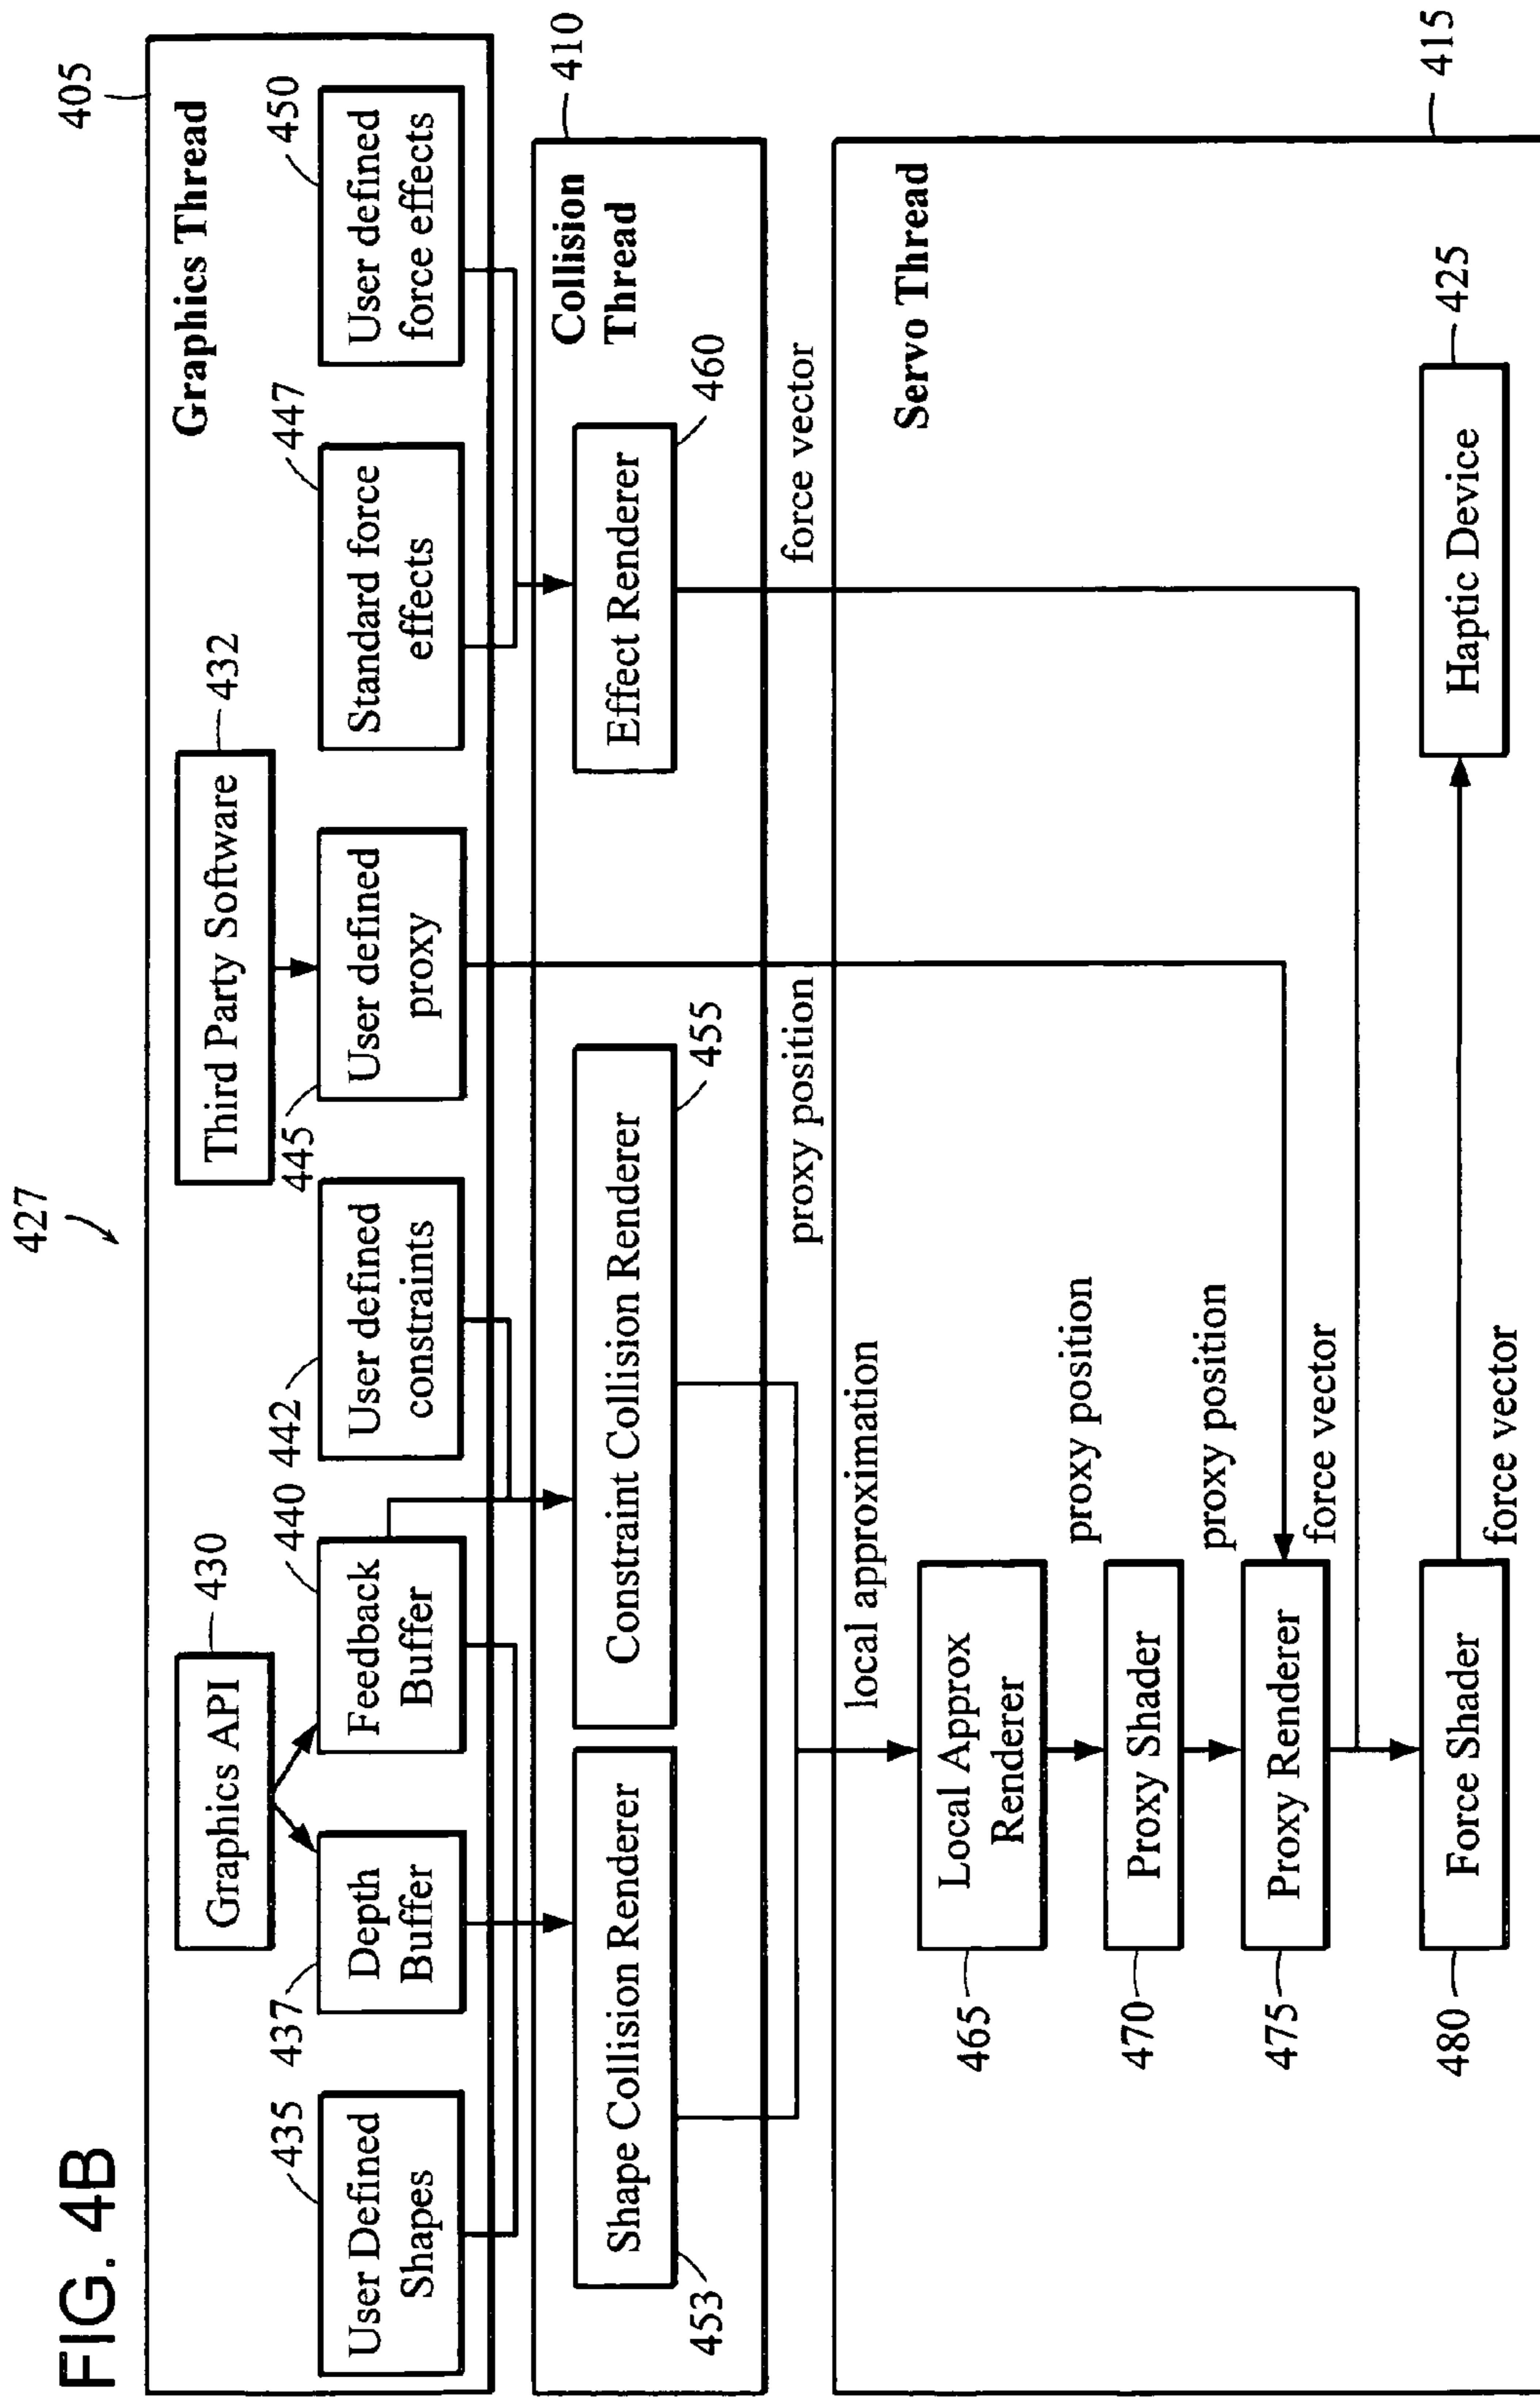 FIG. 4B
427
405
Graphics Thread
Graphics API
430
Third Party Software
432
435
User Defined
Shapes
437
Depth
Buffer
440
Feedback
Buffer
442
User defined
constraints
445
User defined
proxy
447
Standard force
effects
450
User defined
force effects
410
Collision
Thread
453
Shape Collision Renderer
Constraint Collision Renderer
455
Effect Renderer
460
proxy position
force vector
415
Servo Thread
local approximation
465
Local Approx
Renderer
proxy position
470
Proxy Shader
proxy position
475
Proxy Renderer
force vector
480
Force Shader
force vector
Haptic Device
425